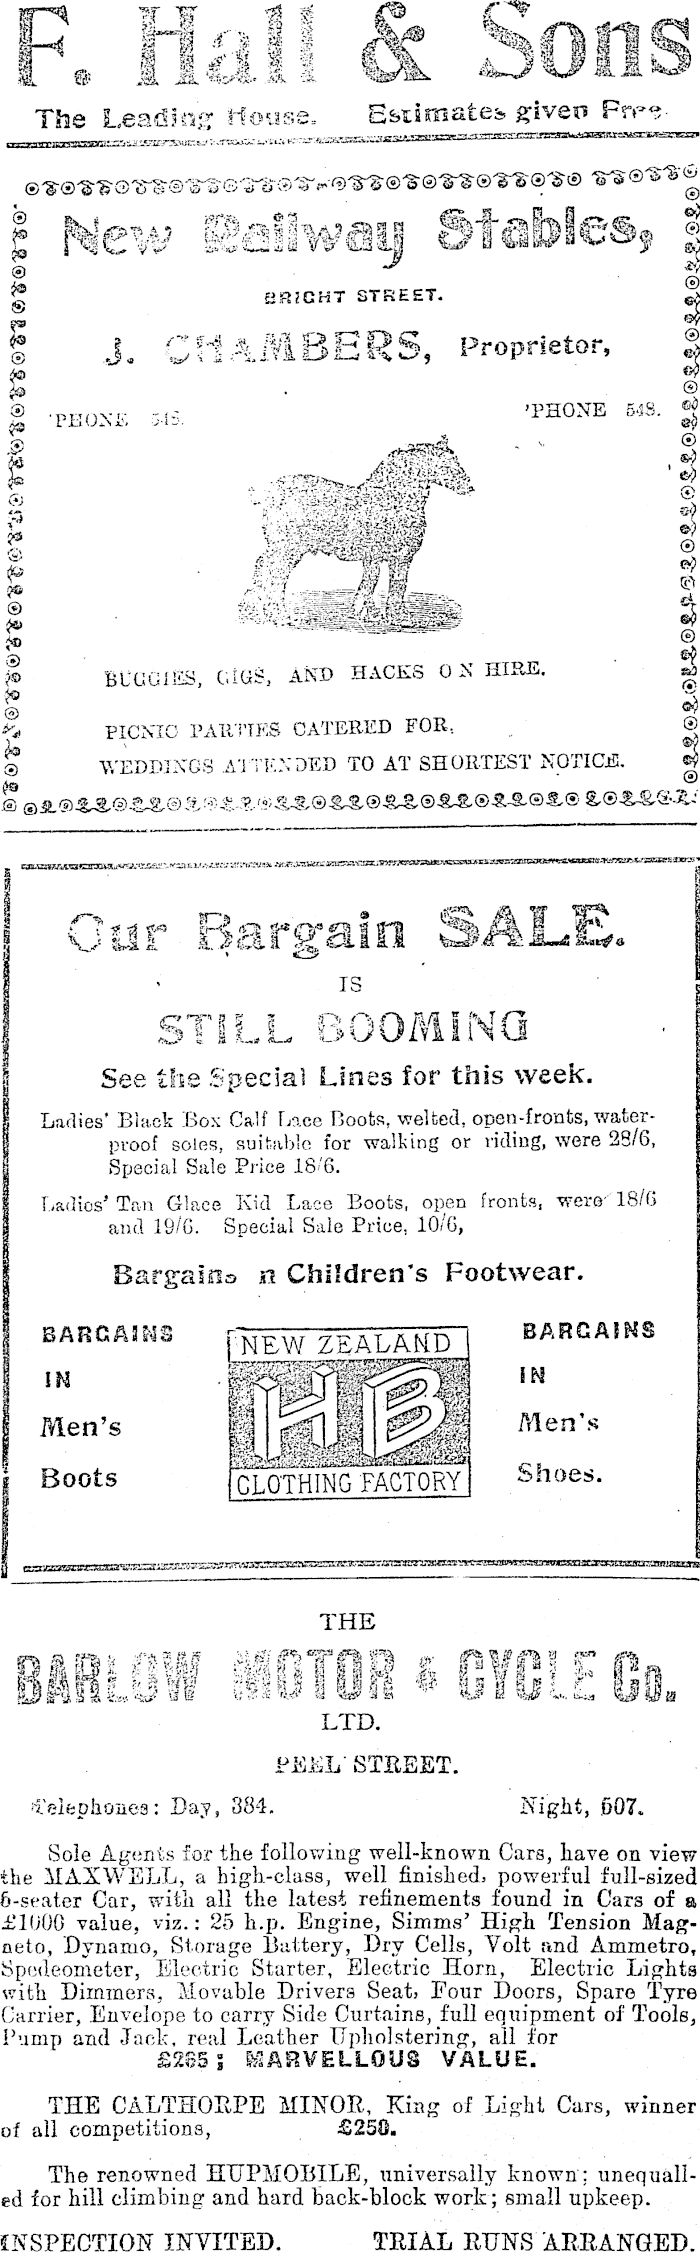 F. Hall & Sons
The Leading House. Estimates given Free.
New Railway Stables,
BRIGHT STREET.
J. CHAMBERS, Proprietor,
'PHONE 548. 'PHONE 548.
BUGGIES, GIGS, AND HACKS ON HIRE.
PICNIC PARTIES CATERED FOR.
WEDDINGS ATTENDED TO AT SHORTEST NOTICE.
Our Bargain SALE.
IS
STILL BOOMING
See the Special Lines for this week.
Ladies' Black Box Calf Lace Boots, welted, open-fronts, water-
proof soles, suitable for walking or riding, were 28/6,
Special Sale Price 18/6.
Ladies' Tan Glace Kid Lace Boots, open fronts, were 18/6
and 19/6. Special Sale Price, 10/6,
Bargains n Children's Footwear.
BARGAINS
IN
Men's
Boots
NEW ZEALAND
HB
CLOTHING FACTORY
BARGAINS
IN
Men's
Shoes.
THE
BARLOW MOTOR & CYCLE Co.
LTD.
PEEL STREET.
Telephones: Day, 384. Night, 507.
Sole Agents for the following well-known Cars, have on view
the MAXWELL, a high-class, well finished, powerful full-sized
5-seater Car, with all the latest refinements found in Cars of a
£1000 value, viz.: 25 h.p. Engine, Simms' High Tension Mag-
neto, Dynamo, Storage Battery, Dry Cells, Volt and Ammetro,
Spedeometer, Electric Starter, Electric Horn, Electric Lights
with Dimmers, Movable Drivers Seat, Four Doors, Spare Tyre
Carrier, Envelope to carry Side Curtains, full equipment of Tools,
Pump and Jack, real Leather Upholstering, all for
£265; MARVELLOUS VALUE.
THE CALTHORPE MINOR, King of Light Cars, winner
of all competitions, £250.
The renowned HUPMOBILE, universally known; unequall-
ed for hill climbing and hard back-block work; small upkeep.
INSPECTION INVITED. TRIAL RUNS ARRANGED.